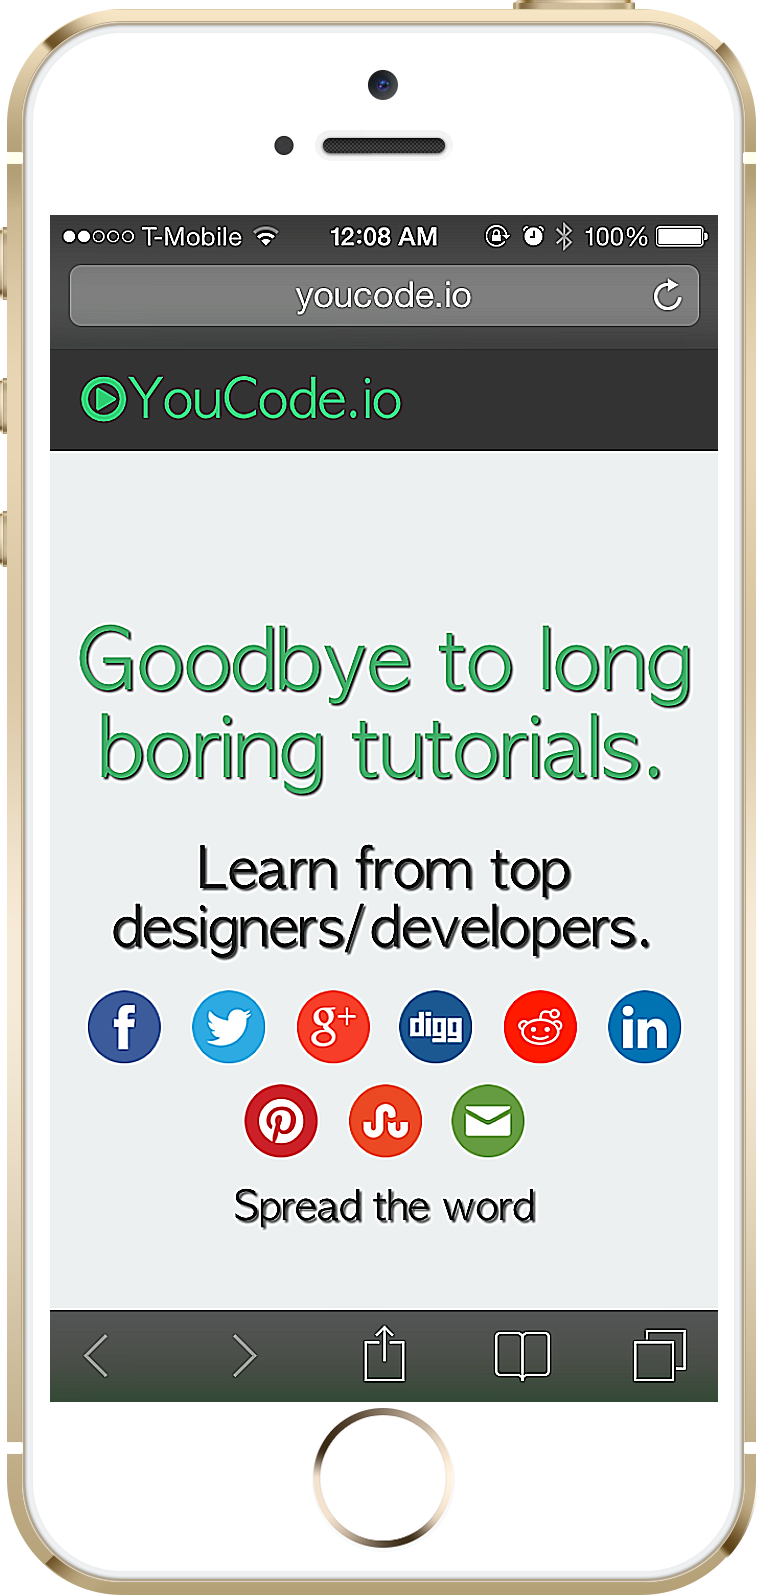 T-Mobile 12:08 AM 100%
youcode.io
YouCode.io
Goodbye to long
boring tutorials.
Learn from top
designers/developers.
f g+ digg in
Spread the word